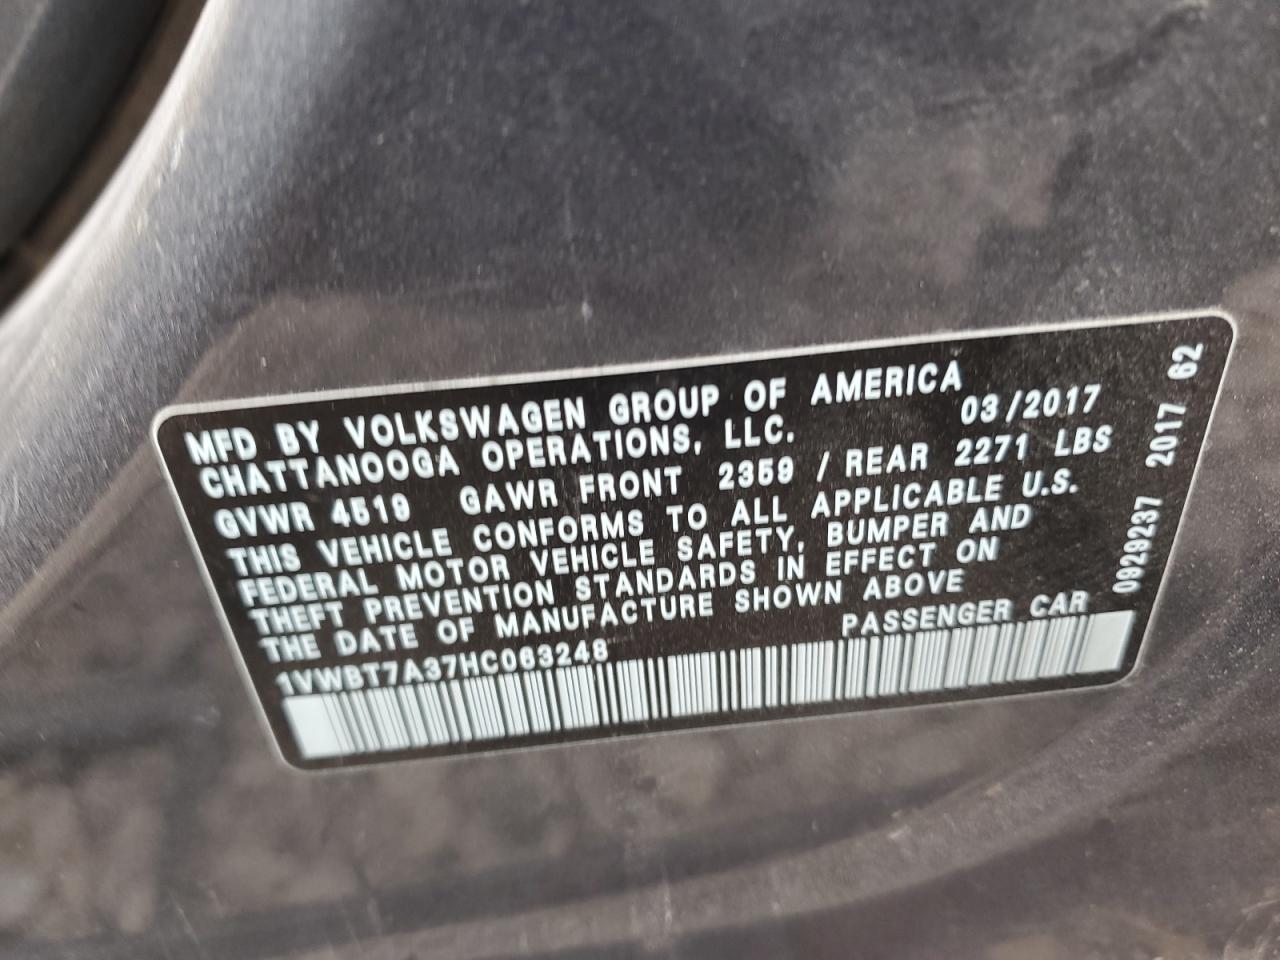 MFD BY VOLKSWAGEN GROUP OF AMERICA
CHATTANOOGA OPERATIONS, LLC. 03/2017
GVWR 4519 GAWR FRONT 2359 / REAR 2271 LBS
THIS VEHICLE CONFORMS TO ALL APPLICABLE U.S.
FEDERAL MOTOR VEHICLE SAFETY, BUMPER AND
THEFT PREVENTION STANDARDS IN EFFECT ON
THE DATE OF MANUFACTURE SHOWN ABOVE
1VWBT7A37HC063248 PASSENGER CAR
0929237 2017 62